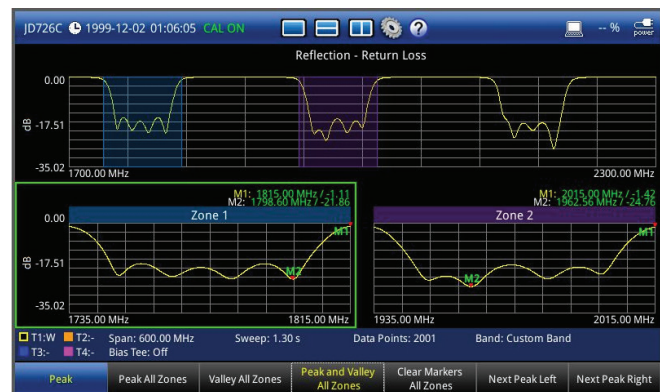 JD726C 1999-12-02 01:06:05 CAL ON ? -- % power
Reflection - Return Loss
0.00
dB
-17.51
-35.02
1700.00 MHz 2300.00 MHz
M1: 1815.00 MHz / -1.11
M2: 1798.60 MHz / -21.86
Zone 1
0.00
M1
dB
-17.51
M2
-35.02
1735.00 MHz 1815.00 MHz
M1: 2015.00 MHz / -1.42
M2: 1962.56 MHz / -24.76
Zone 2
M1
M2
1935.00 MHz 2015.00 MHz
T1:W T2:- Span: 600.00 MHz Sweep: 1.30 s Data Points: 2001 Band: Custom Band
T3:- T4:- Bias Tee: Off
Peak
Peak All Zones
Valley All Zones
Peak and Valley
All Zones
Clear Markers
All Zones
Next Peak Left
Next Peak Right